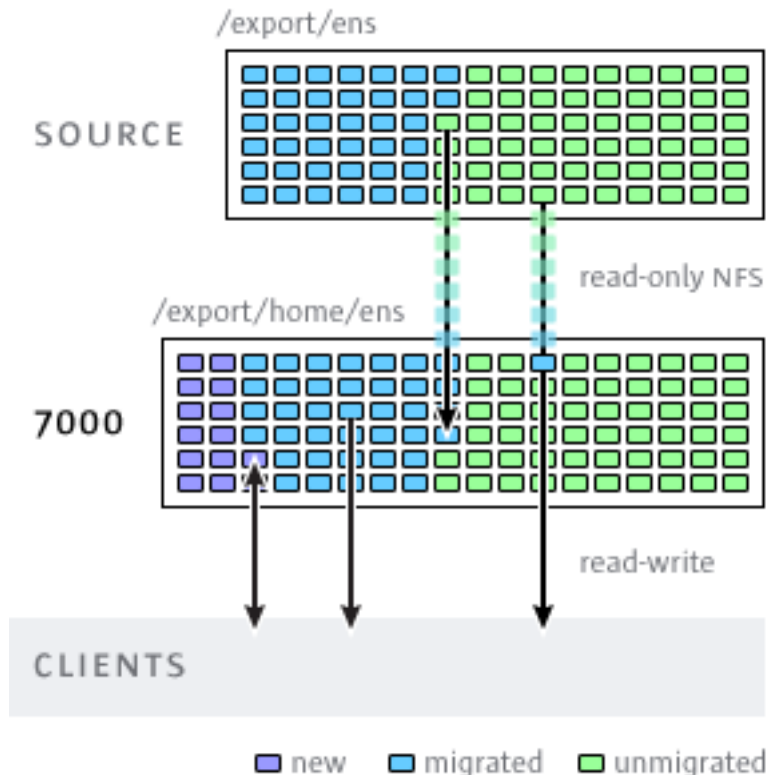 /export/ens
SOURCE
read-only NFS
/export/home/ens
7000
read-write
CLIENTS
new migrated unmigrated